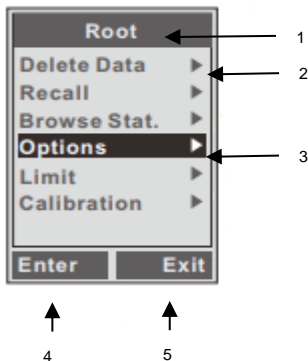 Root
1
Delete Data
2
Recall
Browse Stat.
Options
3
Limit
Calibration
Enter Exit
4 5